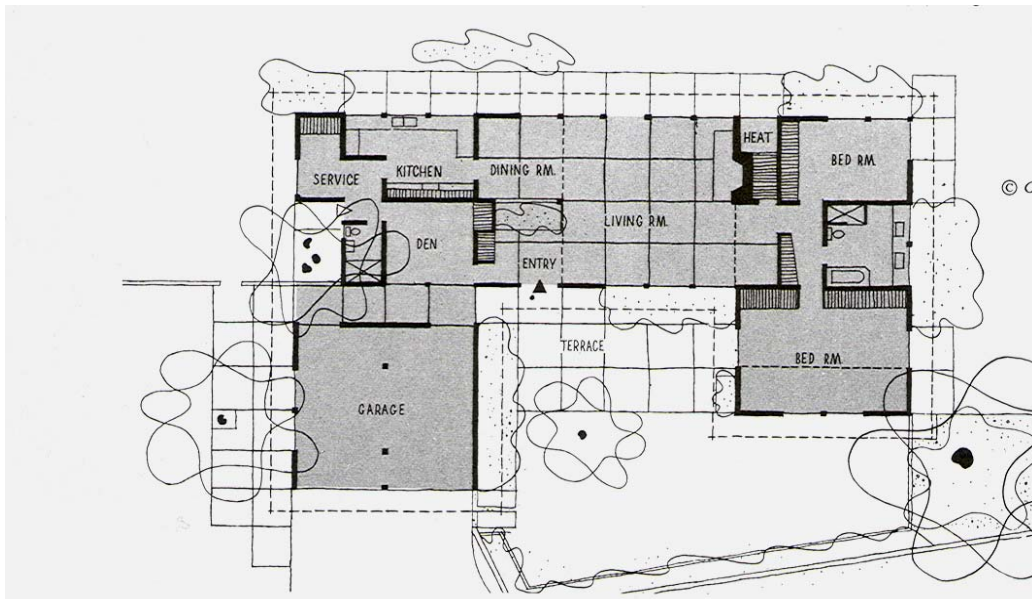 HEAT
BED RM.
KITCHEN
DINING RM.
SERVICE
©
LIVING RM.
DEN
ENTRY
TERRACE
BED RM.
GARAGE